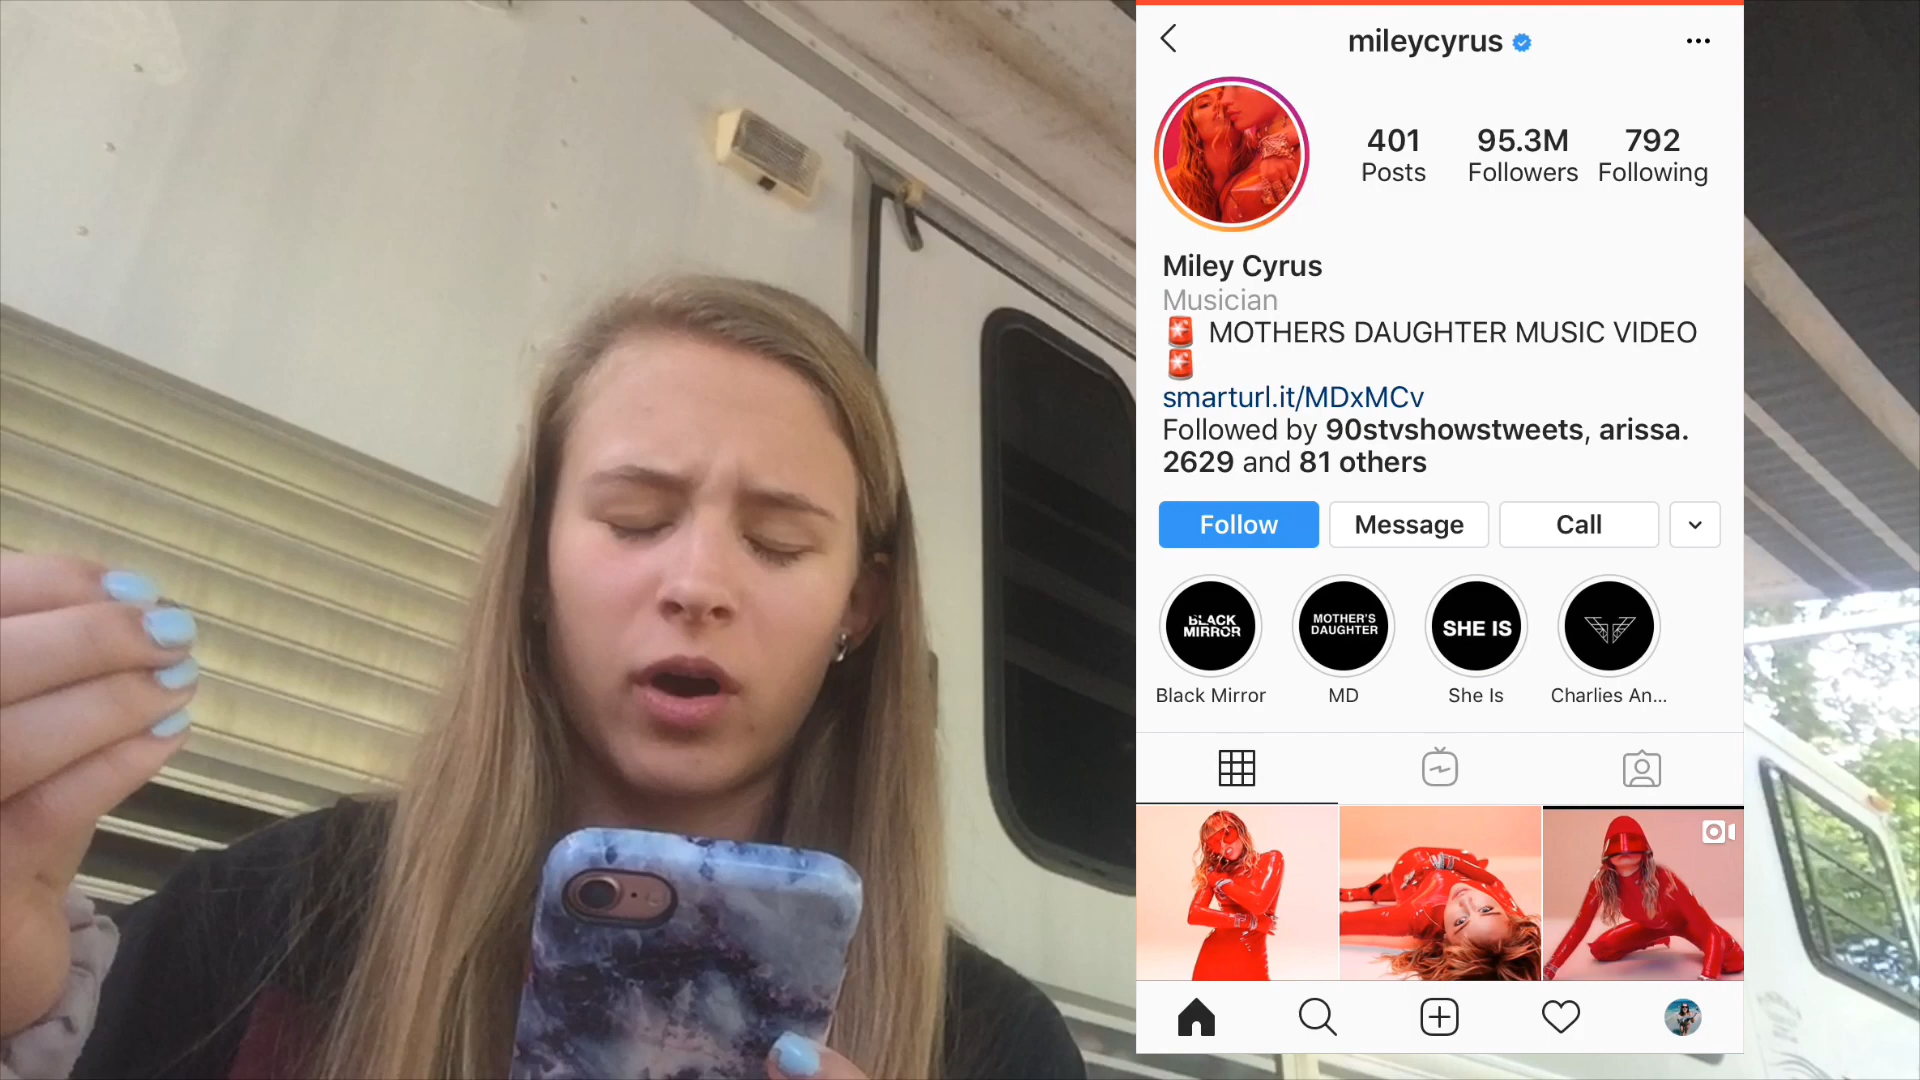 mileycyrus
401
95.3M
792
Posts
Followers
Following
Miley Cyrus
Musician
🚨 MOTHERS DAUGHTER MUSIC VIDEO
🚨
smarturl.it/MDxMCv
Followed by 90stvshowstweets, arissa.
2629 and 81 others
Follow
Message
Call
BLACK
MIRROR
MOTHER'S
DAUGHTER
SHE IS
Black Mirror
MD
She Is
Charlies An...